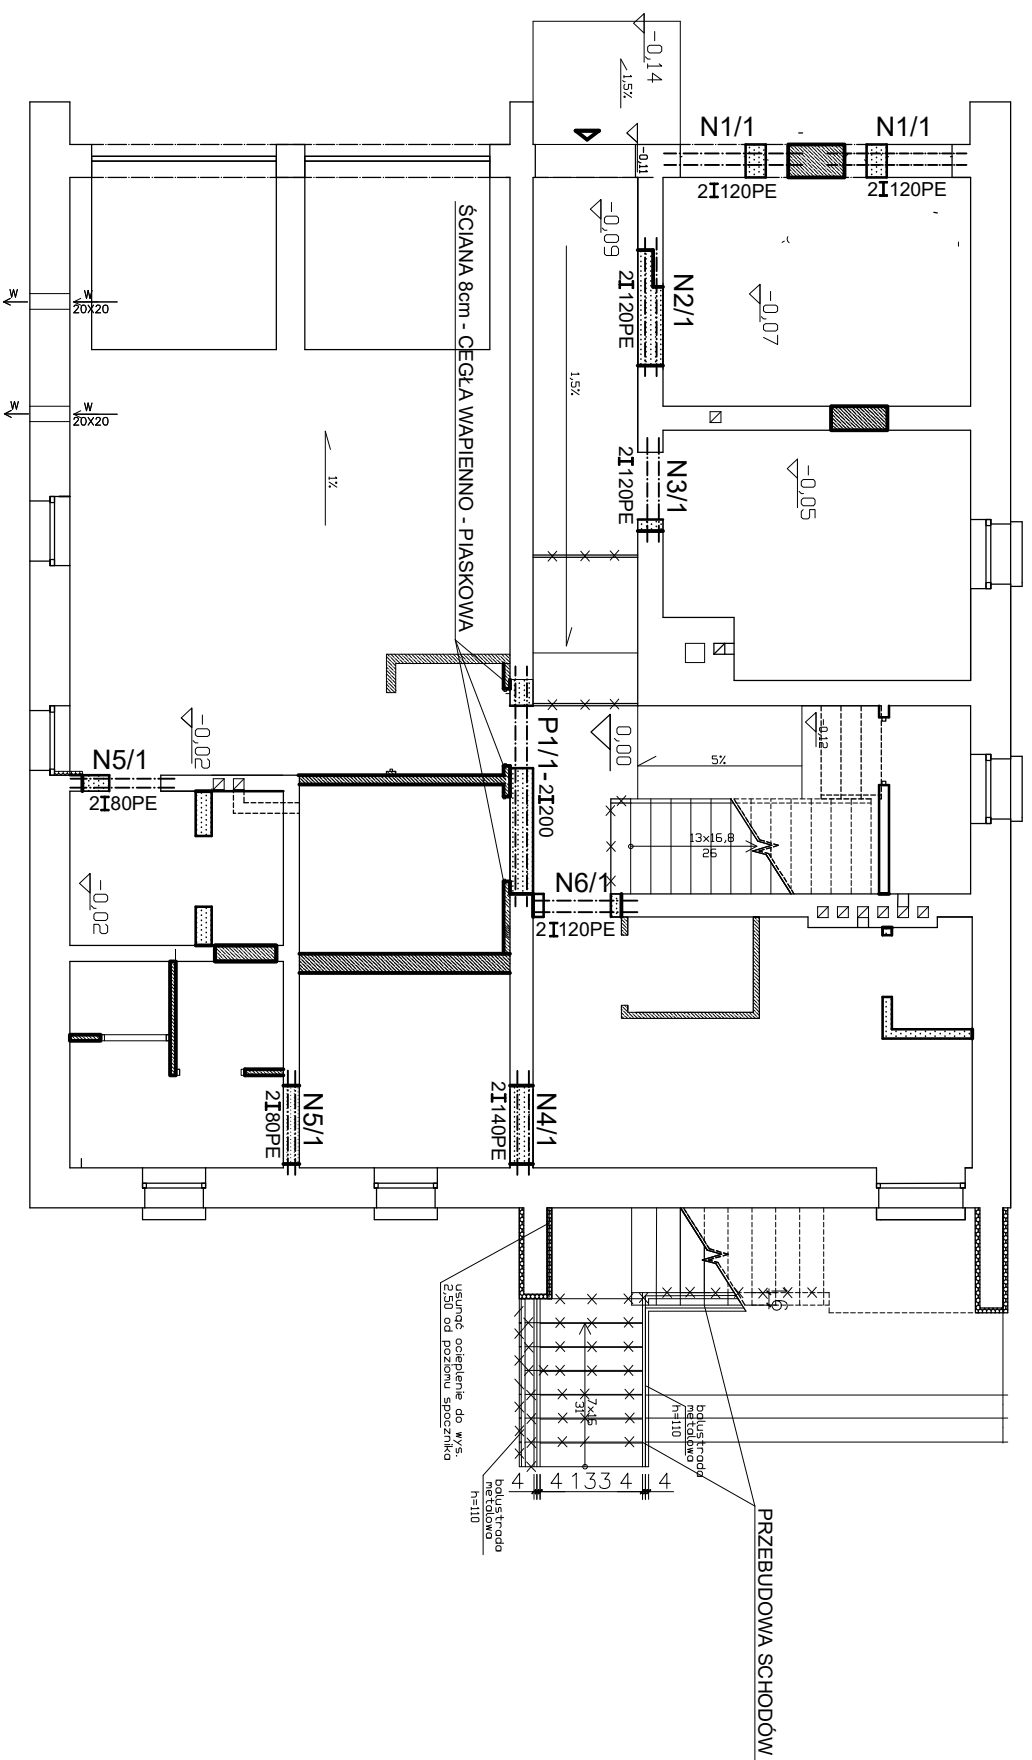 -0,14
1,5%
-0,11
N1/1
2I120PE
N1/1
2I120PE
-0,09
N2/1
2I120PE
-0,07
ŚCIANA 8cm - CEGŁA WAPIENNO - PIASKOWA
W
W
20X20
W
W
20X20
1,5%
1%
N3/1
2I120PE
-0,05
-0,02
N5/1
2I80PE
P1/1-2I200
0,00
5%
-0,12
13x16,8
26
N6/1
2I120PE
-0,02
N5/1
2I80PE
N4/1
2I140PE
usunąć ocieplenie do wys.
2,50 od poziomu spocznika
7x16
31
balustrada
metalowa
h=110
balustrada
metalowa
h=110
4 4 133 4 4
PRZEBUDOWA SCHODÓW